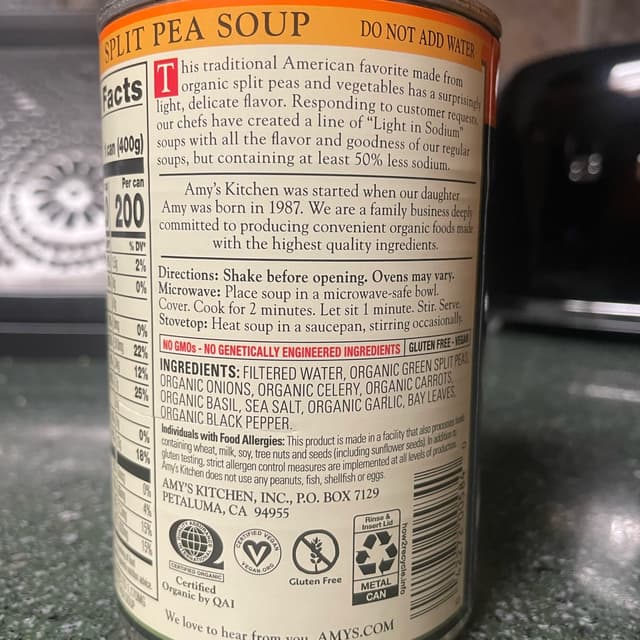 SPLIT PEA SOUP
DO NOT ADD WATER
This traditional American favorite made from
organic split peas and vegetables has a surprisingly
light, delicate flavor. Responding to customer requests,
our chefs have created a line of "Light in Sodium"
soups with all the flavor and goodness of our regular
soups, but containing at least 50% less sodium.
Amy's Kitchen was started when our daughter
Amy was born in 1987. We are a family business deeply
committed to producing convenient organic foods made
with the highest quality ingredients.
Directions: Shake before opening. Ovens may vary.
Microwave: Place soup in a microwave-safe bowl.
Cover. Cook for 2 minutes. Let sit 1 minute. Stir. Serve.
Stovetop: Heat soup in a saucepan, stirring occasionally.
NO GMOs - NO GENETICALLY ENGINEERED INGREDIENTS
GLUTEN FREE - VEGAN
INGREDIENTS: FILTERED WATER, ORGANIC GREEN SPLIT PEAS,
ORGANIC ONIONS, ORGANIC CELERY, ORGANIC CARROTS,
ORGANIC BASIL, SEA SALT, ORGANIC GARLIC, BAY LEAVES,
ORGANIC BLACK PEPPER.
Individuals with Food Allergies: This product is made in a facility that also processes foods
containing wheat, milk, soy, tree nuts and seeds (including sunflower seeds). In addition to
gluten testing, strict allergen control measures are implemented at all levels of production.
Amy's Kitchen does not use any peanuts, fish, shellfish or eggs.
AMY'S KITCHEN, INC., P.O. BOX 7129
PETALUMA, CA 94955
CERTIFIED ORGANIC
Certified
Organic by QAI
CERTIFIED VEGAN
VEGAN.ORG
Gluten Free
Rinse &
Insert Lid
METAL
CAN
how2recycle.info
We love to hear from you AMYS.COM
Facts
can (400g)
Per can
200
% DV*
2%
0%
0%
22%
12%
25%
0%
18%
0%
4%
15%
15%